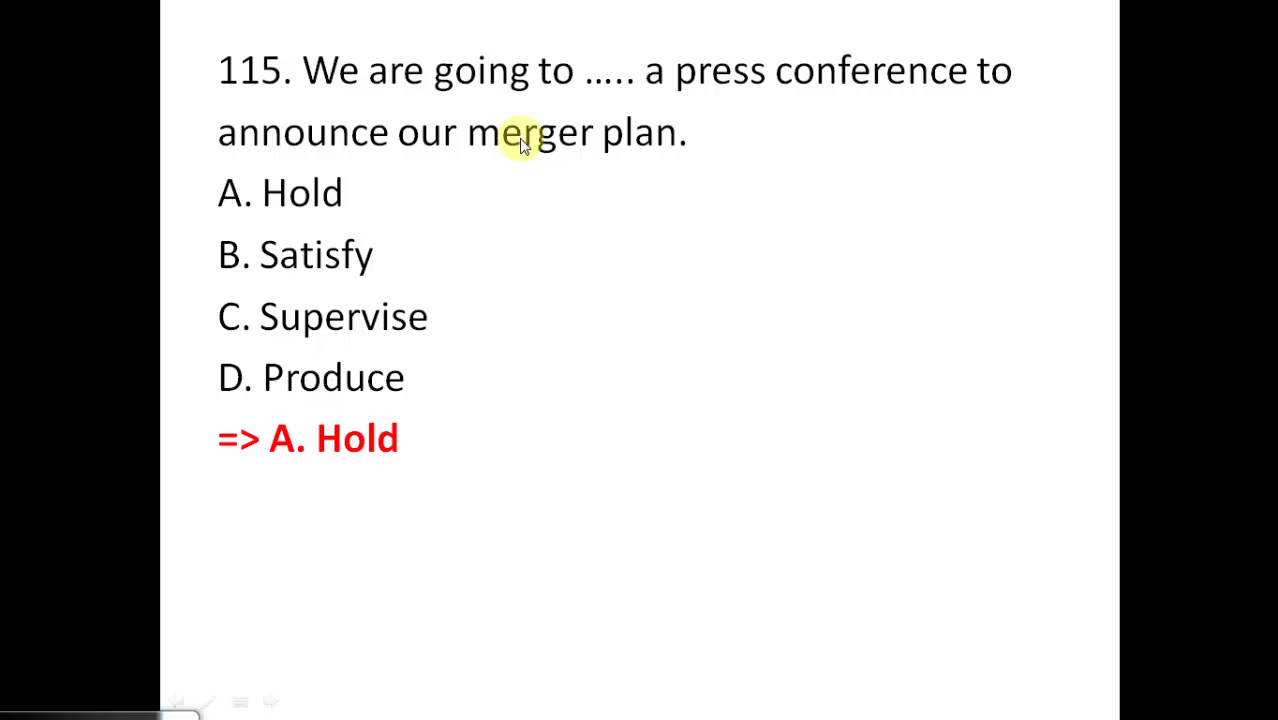 115. We are going to ….. a press conference to
announce our merger plan.
A. Hold
B. Satisfy
C. Supervise
D. Produce
=> A. Hold